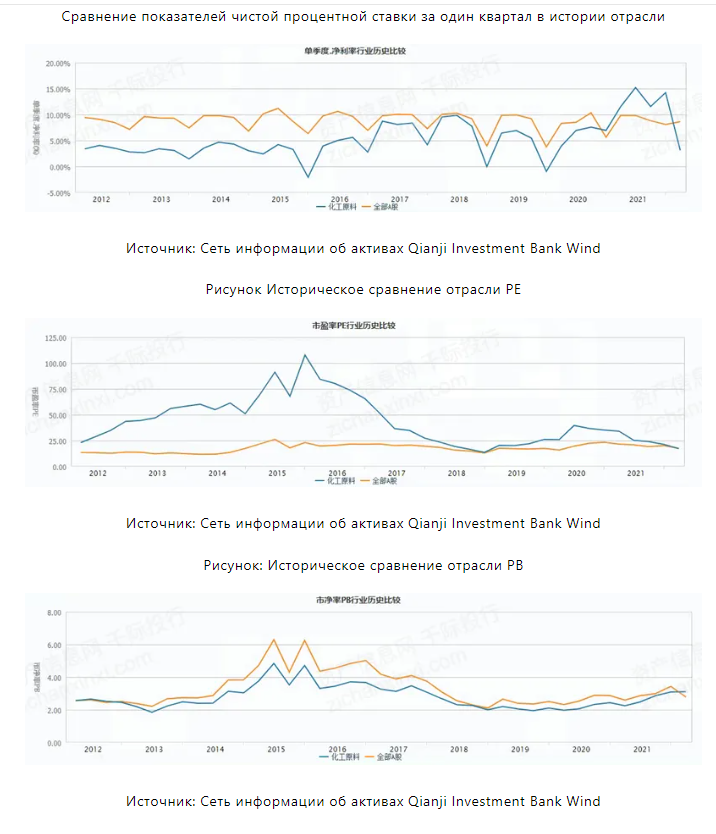 Сравнение показателей чистой процентной ставки за один квартал в истории отрасли
单季度.净利率行业历史比较
20.00%
15.00%
10.00%
5.00%
0.00%
-5.00%
2012 2013 2014 2015 2016 2017 2018 2019 2020 2021
化工原料 全部A股
Источник: Сеть информации об активах Qianji Investment Bank Wind
Рисунок Историческое сравнение отрасли PE
市盈率PE行业历史比较
125.00
100.00
75.00
50.00
25.00
0.00
2012 2013 2014 2015 2016 2017 2018 2019 2020 2021
化工原料 全部A股
Источник: Сеть информации об активах Qianji Investment Bank Wind
Рисунок: Историческое сравнение отрасли PB
市净率PB行业历史比较
8.00
6.00
4.00
2.00
0.00
2012 2013 2014 2015 2016 2017 2018 2019 2020 2021
化工原料 全部A股
Источник: Сеть информации об активах Qianji Investment Bank Wind